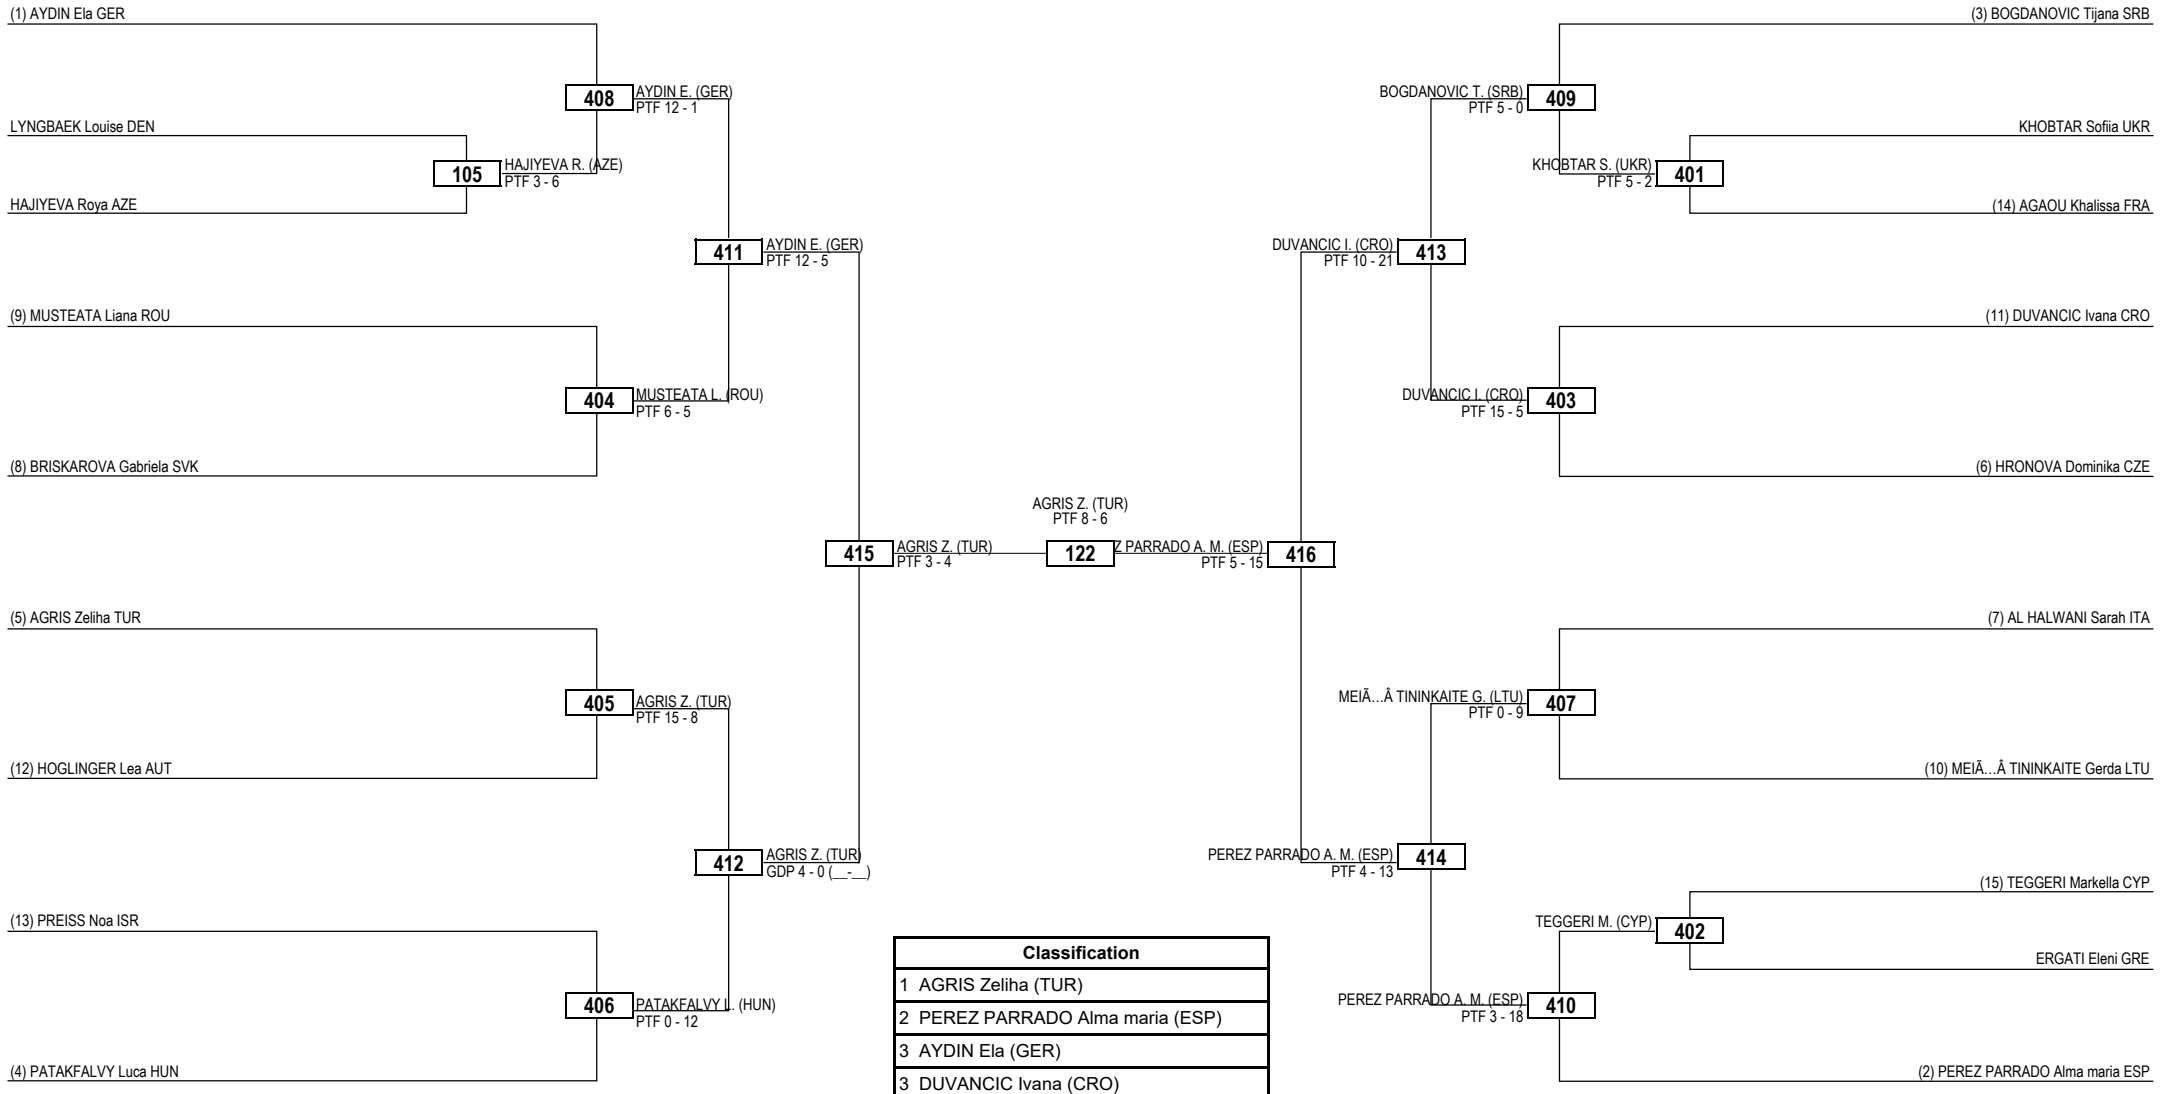 (1) AYDIN Ela GER
(3) BOGDANOVIC Tijana SRB
408
AYDIN E. (GER)
PTF 12 - 1
BOGDANOVIC T. (SRB)
PTF 5 - 0
409
LYNGBAEK Louise DEN
KHOBTAR Sofiia UKR
105
HAJIYEVA R. (AZE)
PTF 3 - 6
KHOBTAR S. (UKR)
PTF 5 - 2
401
HAJIYEVA Roya AZE
(14) AGAOU Khalissa FRA
411
AYDIN E. (GER)
PTF 12 - 5
DUVANCIC I. (CRO)
PTF 10 - 21
413
(9) MUSTEATA Liana ROU
(11) DUVANCIC Ivana CRO
404
MUSTEATA L. (ROU)
PTF 6 - 5
DUVANCIC I. (CRO)
PTF 15 - 5
403
(8) BRISKAROVA Gabriela SVK
(6) HRONOVA Dominika CZE
AGRIS Z. (TUR)
PTF 8 - 6
415
AGRIS Z. (TUR)
PTF 3 - 4
122
Z PARRADO A. M. (ESP)
PTF 5 - 15
416
(5) AGRIS Zeliha TUR
(7) AL HALWANI Sarah ITA
405
AGRIS Z. (TUR)
PTF 15 - 8
MEIÃ…Â TININKAITE G. (LTU)
PTF 0 - 9
407
(12) HOGLINGER Lea AUT
(10) MEIÃ…Â TININKAITE Gerda LTU
412
AGRIS Z. (TUR)
GDP 4 - 0 (__-__)
PEREZ PARRADO A. M. (ESP)
PTF 4 - 13
414
(15) TEGGERI Markella CYP
(13) PREISS Noa ISR
TEGGERI M. (CYP)
402
ERGATI Eleni GRE
406
PATAKFALVY L. (HUN)
PTF 0 - 12
PEREZ PARRADO A. M. (ESP)
PTF 3 - 18
410
(4) PATAKFALVY Luca HUN
(2) PEREZ PARRADO Alma maria ESP
Classification
1 AGRIS Zeliha (TUR)
2 PEREZ PARRADO Alma maria (ESP)
3 AYDIN Ela (GER)
3 DUVANCIC Ivana (CRO)